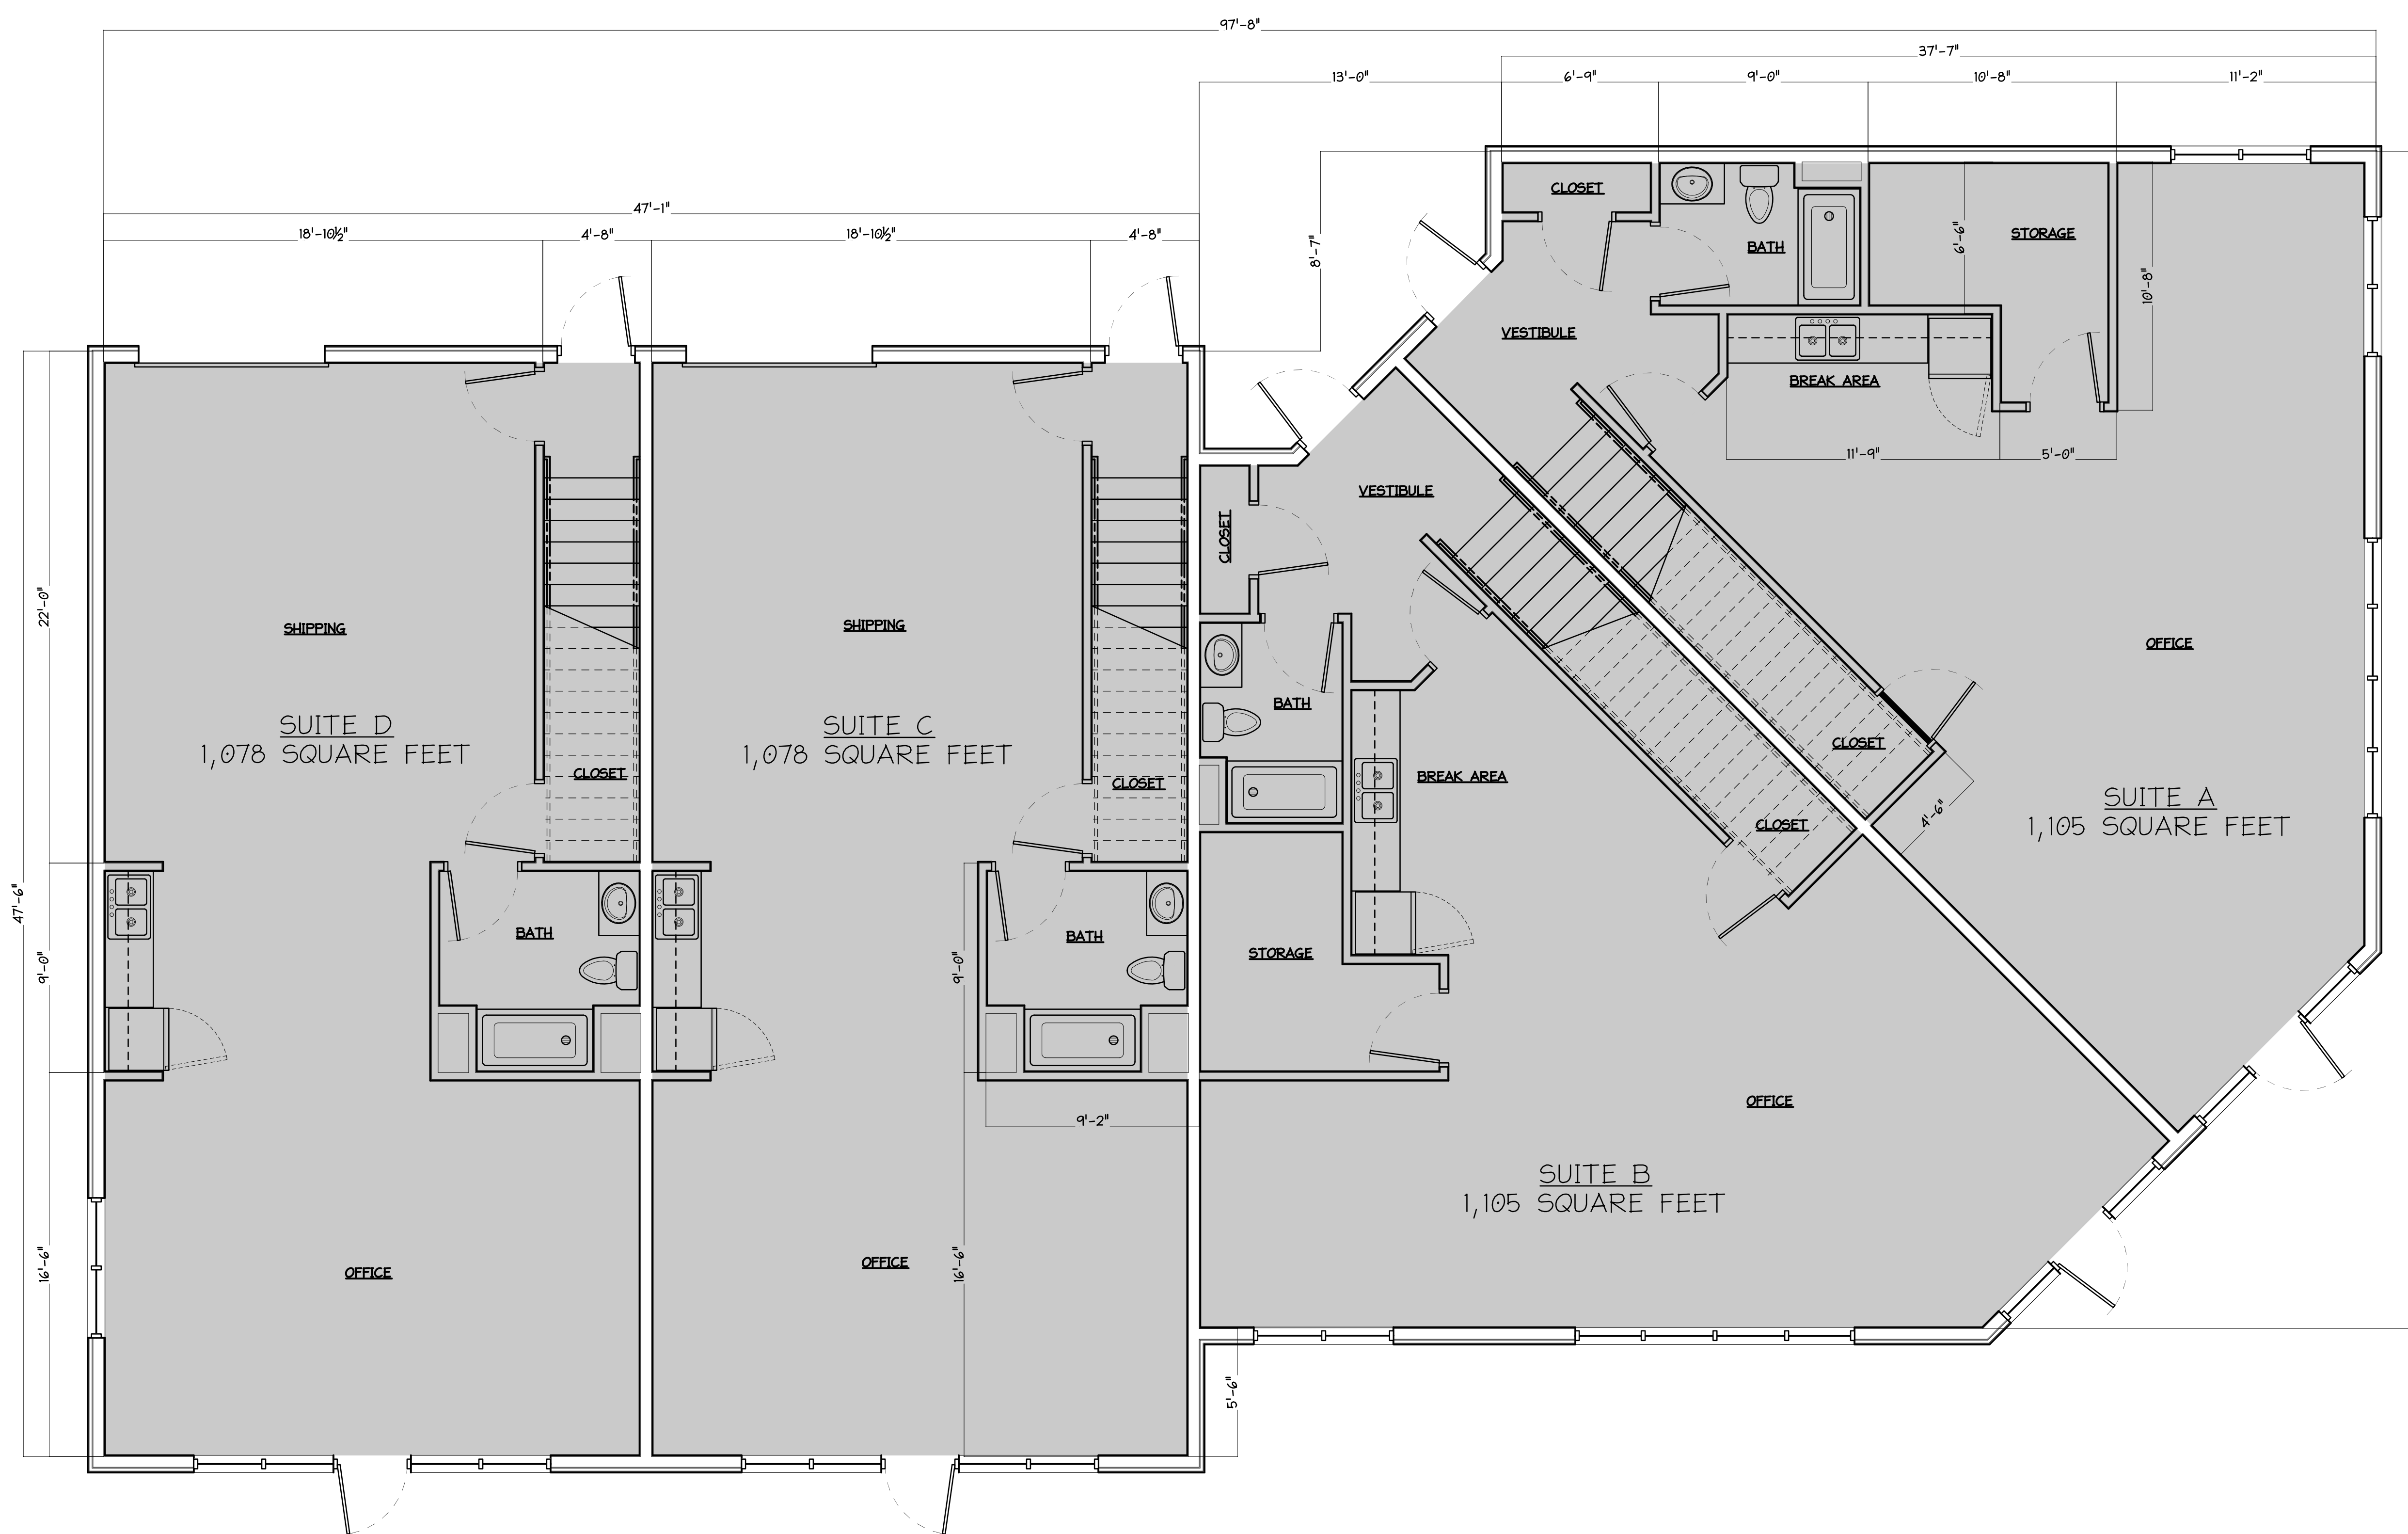 97'-8"
37'-7"
13'-0"
6'-9"
9'-0"
10'-8"
11'-2"
47'-1"
18'-10½"
4'-8"
18'-10½"
4'-8"
8'-7"
CLOSET
BATH
6'-6"
STORAGE
10'-8"
VESTIBULE
BREAK AREA
11'-9"
5'-0"
VESTIBULE
CLOSET
22'-0"
SHIPPING
SHIPPING
OFFICE
BATH
SUITE D
1,078 SQUARE FEET
SUITE C
1,078 SQUARE FEET
CLOSET
CLOSET
BREAK AREA
CLOSET
CLOSET
4'-6"
SUITE A
1,105 SQUARE FEET
47'-6"
9'-0"
BATH
9'-0"
BATH
STORAGE
9'-2"
OFFICE
SUITE B
1,105 SQUARE FEET
16'-6"
OFFICE
OFFICE
16'-6"
5'-6"